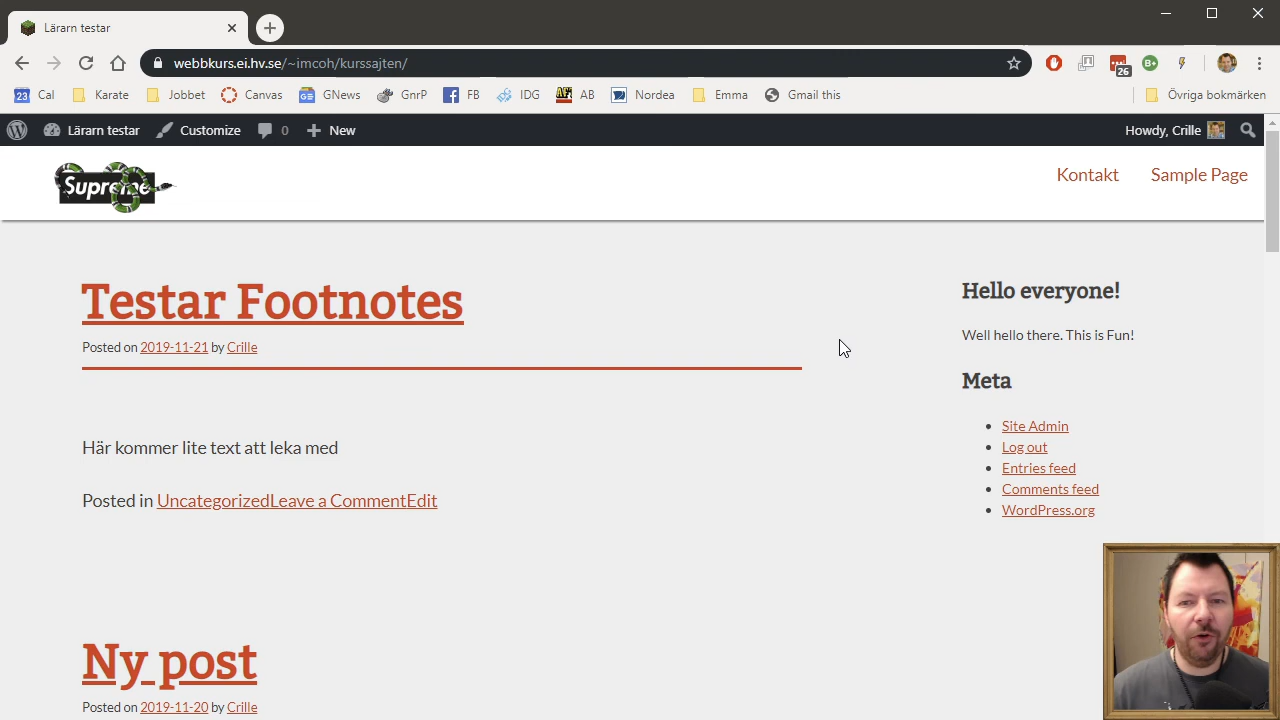 Lärarn testar
webbkurs.ei.hv.se/~imcoh/kurssajten/
26
23 Cal Karate Jobbet Canvas GNews GnrP FB IDG AB Nordea Emma Gmail this Övriga bokmärken
Lärarn testar Customize 0 New Howdy, Crille
Supreme
Kontakt Sample Page
Testar Footnotes
Posted on 2019-11-21 by Crille
Här kommer lite text att leka med
Posted in UncategorizedLeave a CommentEdit
Ny post
Posted on 2019-11-20 by Crille
Hello everyone!
Well hello there. This is Fun!
Meta
Site Admin
Log out
Entries feed
Comments feed
WordPress.org